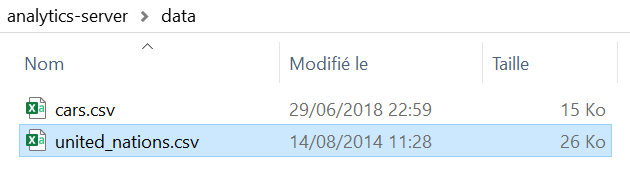 analytics-server > data
Nom Modifié le Taille
cars.csv 29/06/2018 22:59 15 Ko
united_nations.csv 14/08/2014 11:28 26 Ko